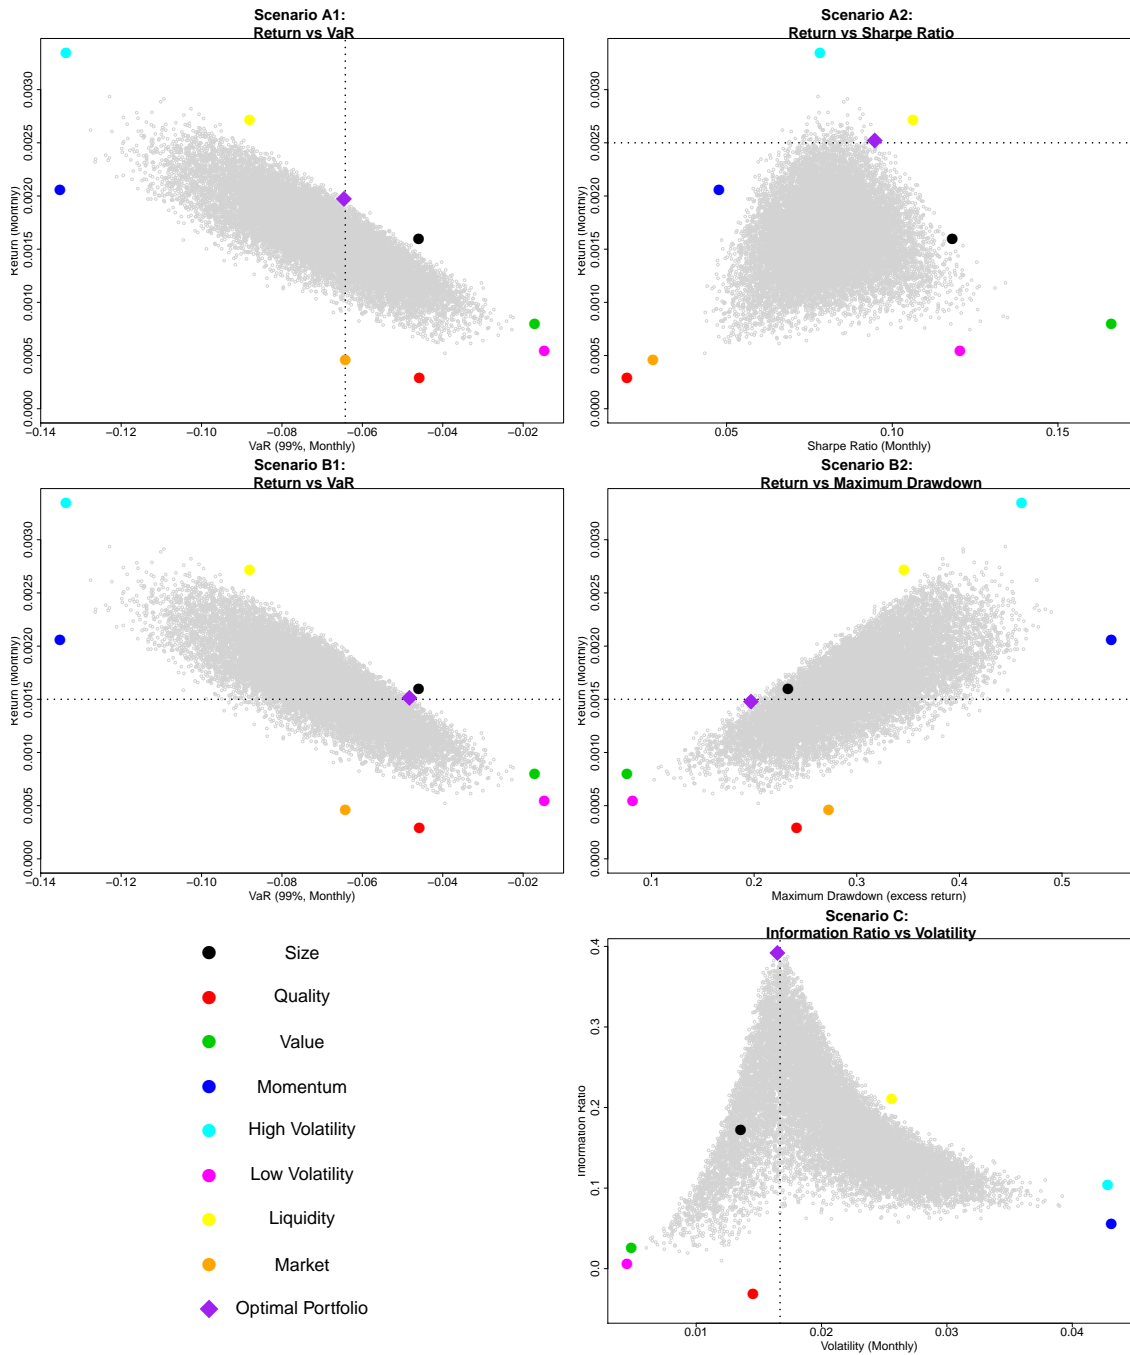 Scenario A1:
Return vs VaR
Return (Monthly)
0.0030
0.0025
0.0020
0.0015
0.0010
0.0005
0.0000
−0.14 −0.12 −0.10 −0.08 −0.06 −0.04 −0.02
VaR (99%, Monthly)
Scenario A2:
Return vs Sharpe Ratio
Return (Monthly)
0.0030
0.0025
0.0020
0.0015
0.0010
0.0005
0.0000
0.05 0.10 0.15
Sharpe Ratio (Monthly)
Scenario B1:
Return vs VaR
Return (Monthly)
0.0030
0.0025
0.0020
0.0015
0.0010
0.0005
0.0000
−0.14 −0.12 −0.10 −0.08 −0.06 −0.04 −0.02
VaR (99%, Monthly)
Scenario B2:
Return vs Maximum Drawdown
Return (Monthly)
0.0030
0.0025
0.0020
0.0015
0.0010
0.0005
0.0000
0.1 0.2 0.3 0.4 0.5
Maximum Drawdown (excess return)
Size
Quality
Value
Momentum
High Volatility
Low Volatility
Liquidity
Market
Optimal Portfolio
Scenario C:
Information Ratio vs Volatility
Information Ratio
0.4
0.3
0.2
0.1
0.0
0.01 0.02 0.03 0.04
Volatility (Monthly)